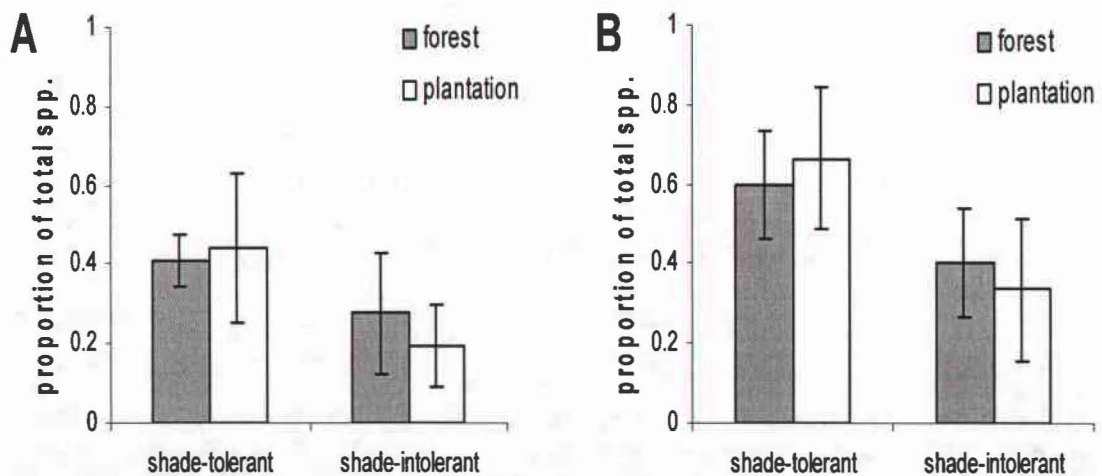 A
proportion of total spp.
1
0.8
0.6
0.4
0.2
0
forest
plantation
shade-tolerant shade-intolerant
B
proportion of total spp.
1
0.8
0.6
0.4
0.2
0
forest
plantation
shade-tolerant shade-intolerant